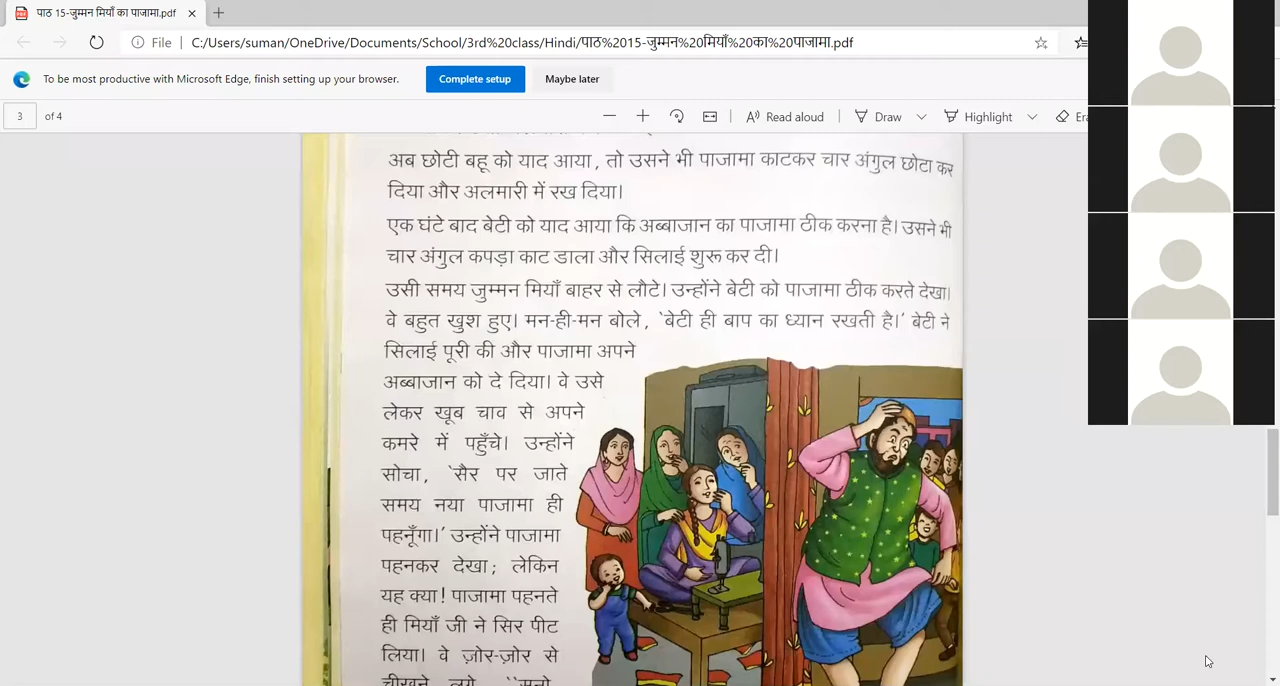 पाठ 15-जुम्मन मियाँ का पाजामा.pdf
File
C:/Users/suman/OneDrive/Documents/School/3rd%20class/Hindi/पाठ%2015-जुम्मन%20मियाँ%20का%20पाजामा.pdf
To be most productive with Microsoft Edge, finish setting up your browser.
Complete setup
Maybe later
3 of 4
Read aloud
Draw
Highlight
अब छोटी बहू को याद आया, तो उसने भी पाजामा काटकर चार अंगुल छोटा कर
दिया और अलमारी में रख दिया।
एक घंटे बाद बेटी को याद आया कि अब्बाजान का पाजामा ठीक करना है। उसने भी
चार अंगुल कपड़ा काट डाला और सिलाई शुरू कर दी।
उसी समय जुम्मन मियाँ बाहर से लौटे। उन्होंने बेटी को पाजामा ठीक करते देखा।
वे बहुत खुश हुए। मन-ही-मन बोले, 'बेटी ही बाप का ध्यान रखती है।' बेटी ने
सिलाई पूरी की और पाजामा अपने
अब्बाजान को दे दिया। वे उसे
लेकर खूब चाव से अपने
कमरे में पहुँचे। उन्होंने
सोचा, 'सैर पर जाते
समय नया पाजामा ही
पहनूँगा।' उन्होंने पाजामा
पहनकर देखा; लेकिन
यह क्या! पाजामा पहनते
ही मियाँ जी ने सिर पीट
लिया। वे ज़ोर-ज़ोर से
चीखने लगे, "सुनो